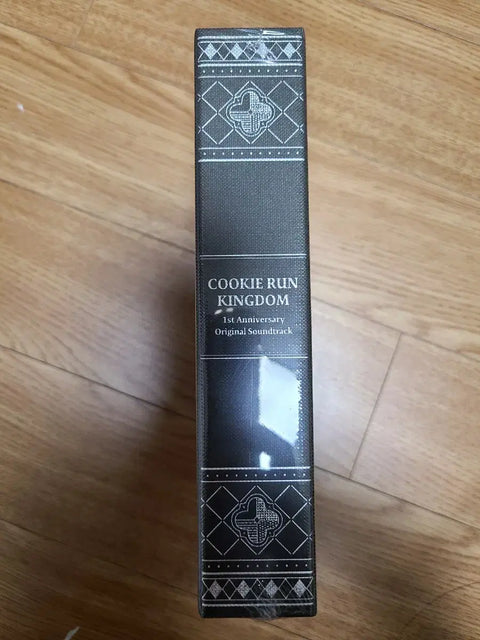 COOKIE RUN
KINGDOM
1st Anniversary
Original Soundtrack